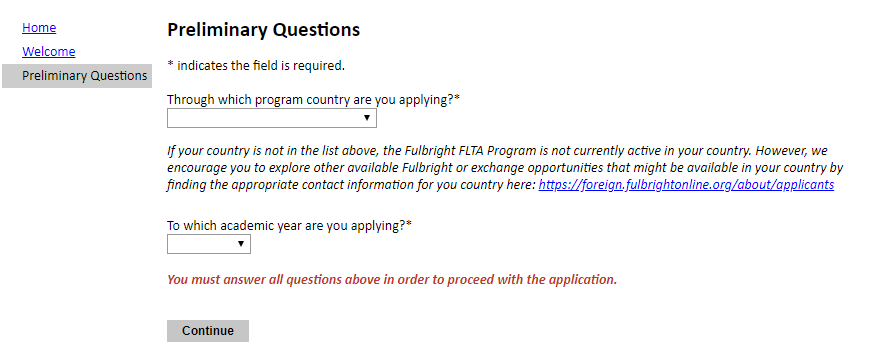 Home
Welcome
Preliminary Questions
Preliminary Questions
* indicates the field is required.
Through which program country are you applying?*
If your country is not in the list above, the Fulbright FLTA Program is not currently active in your country. However, we
encourage you to explore other available Fulbright or exchange opportunities that might be available in your country by
finding the appropriate contact information for you country here: https://foreign.fulbrightonline.org/about/applicants
To which academic year are you applying?*
You must answer all questions above in order to proceed with the application.
Continue